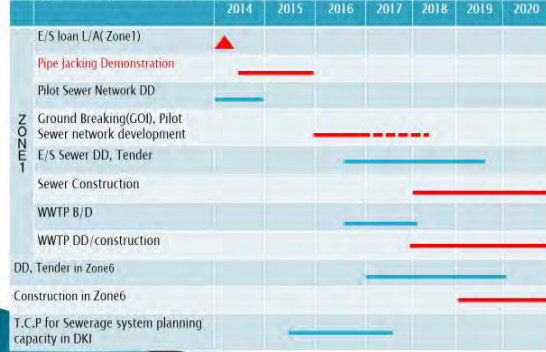 2014 2015 2016 2017 2018 2019 2020
ZONE1
E/S loan L/A( Zone1)
Pipe Jacking Demonstration
Pilot Sewer Network DD
Ground Breaking(GOI), Pilot
Sewer network development
E/S Sewer DD, Tender
Sewer Construction
WWTP B/D
WWTP DD/construction
DD, Tender in Zone6
Construction in Zone6
T.C.P for Sewerage system planning
capacity in DKI